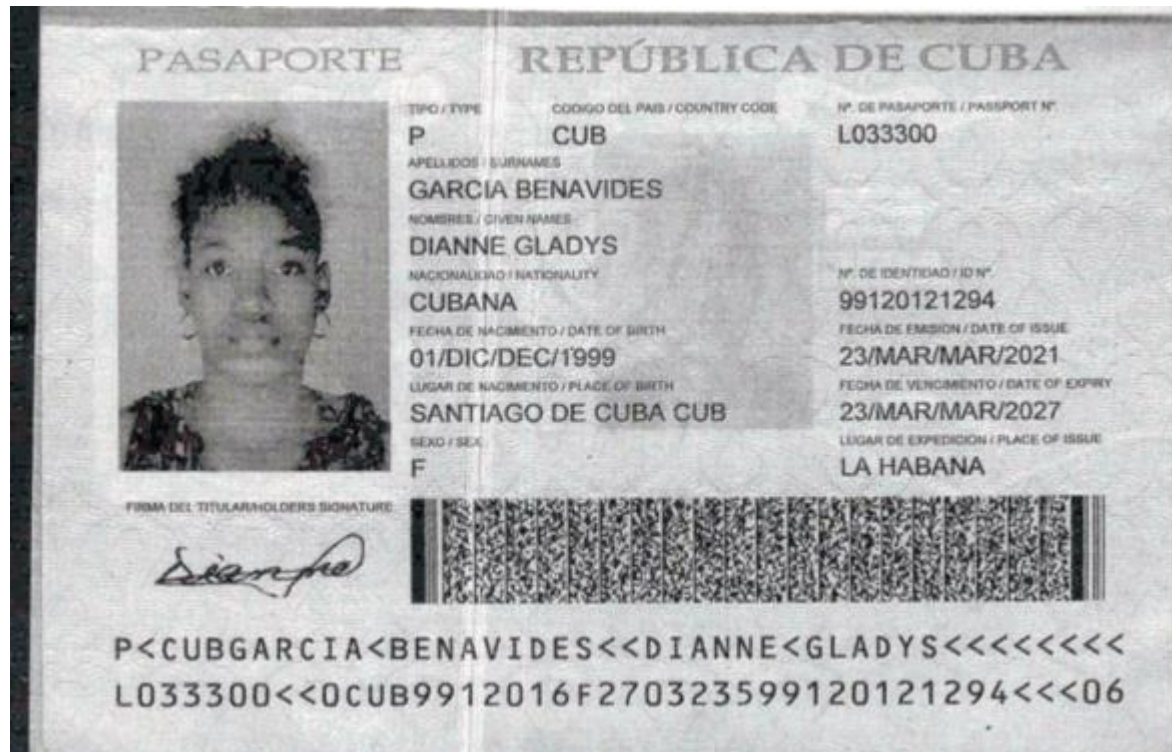 PASAPORTE REPÚBLICA DE CUBA
TIPO / TYPE CODIGO DEL PAIS / COUNTRY CODE Nº. DE PASAPORTE / PASSPORT Nº.
P CUB L033300
APELLIDOS / SURNAMES
GARCIA BENAVIDES
NOMBRES / GIVEN NAMES
DIANNE GLADYS
NACIONALIDAD / NATIONALITY Nº. DE IDENTIDAD / ID Nº.
CUBANA 99120121294
FECHA DE NACIMIENTO / DATE OF BIRTH FECHA DE EMISION / DATE OF ISSUE
01/DIC/DEC/1999 23/MAR/MAR/2021
LUGAR DE NACIMIENTO / PLACE OF BIRTH FECHA DE VENCIMIENTO / DATE OF EXPIRY
SANTIAGO DE CUBA CUB 23/MAR/MAR/2027
SEXO / SEX LUGAR DE EXPEDICION / PLACE OF ISSUE
F LA HABANA
FIRMA DEL TITULAR/HOLDERS SIGNATURE
P<CUBGARCIA<BENAVIDES<<DIANNE<GLADYS<<<<<<<<
L033300<<0CUB9912016F270323599120121294<<<06